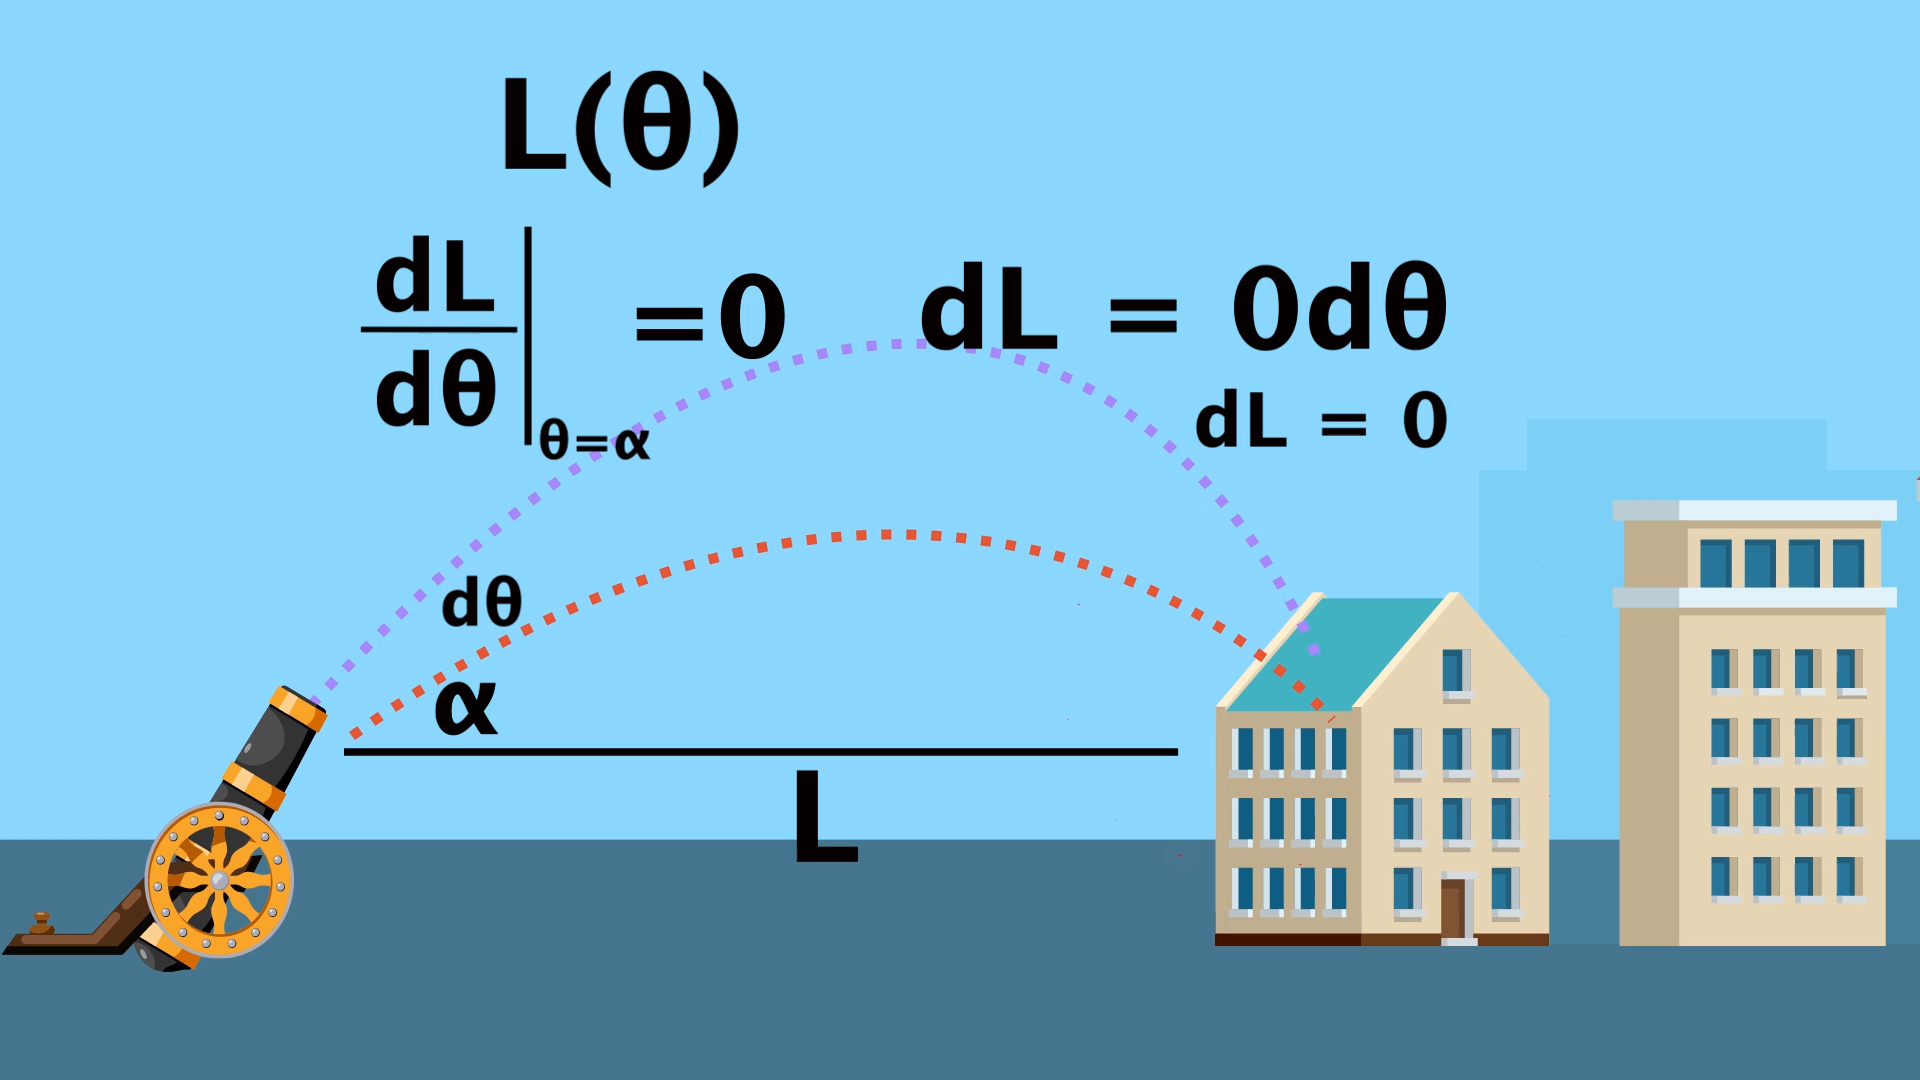 L(θ)
dL/dθ|θ=α =0
dL = 0dθ
dL = 0
dθ
α
L